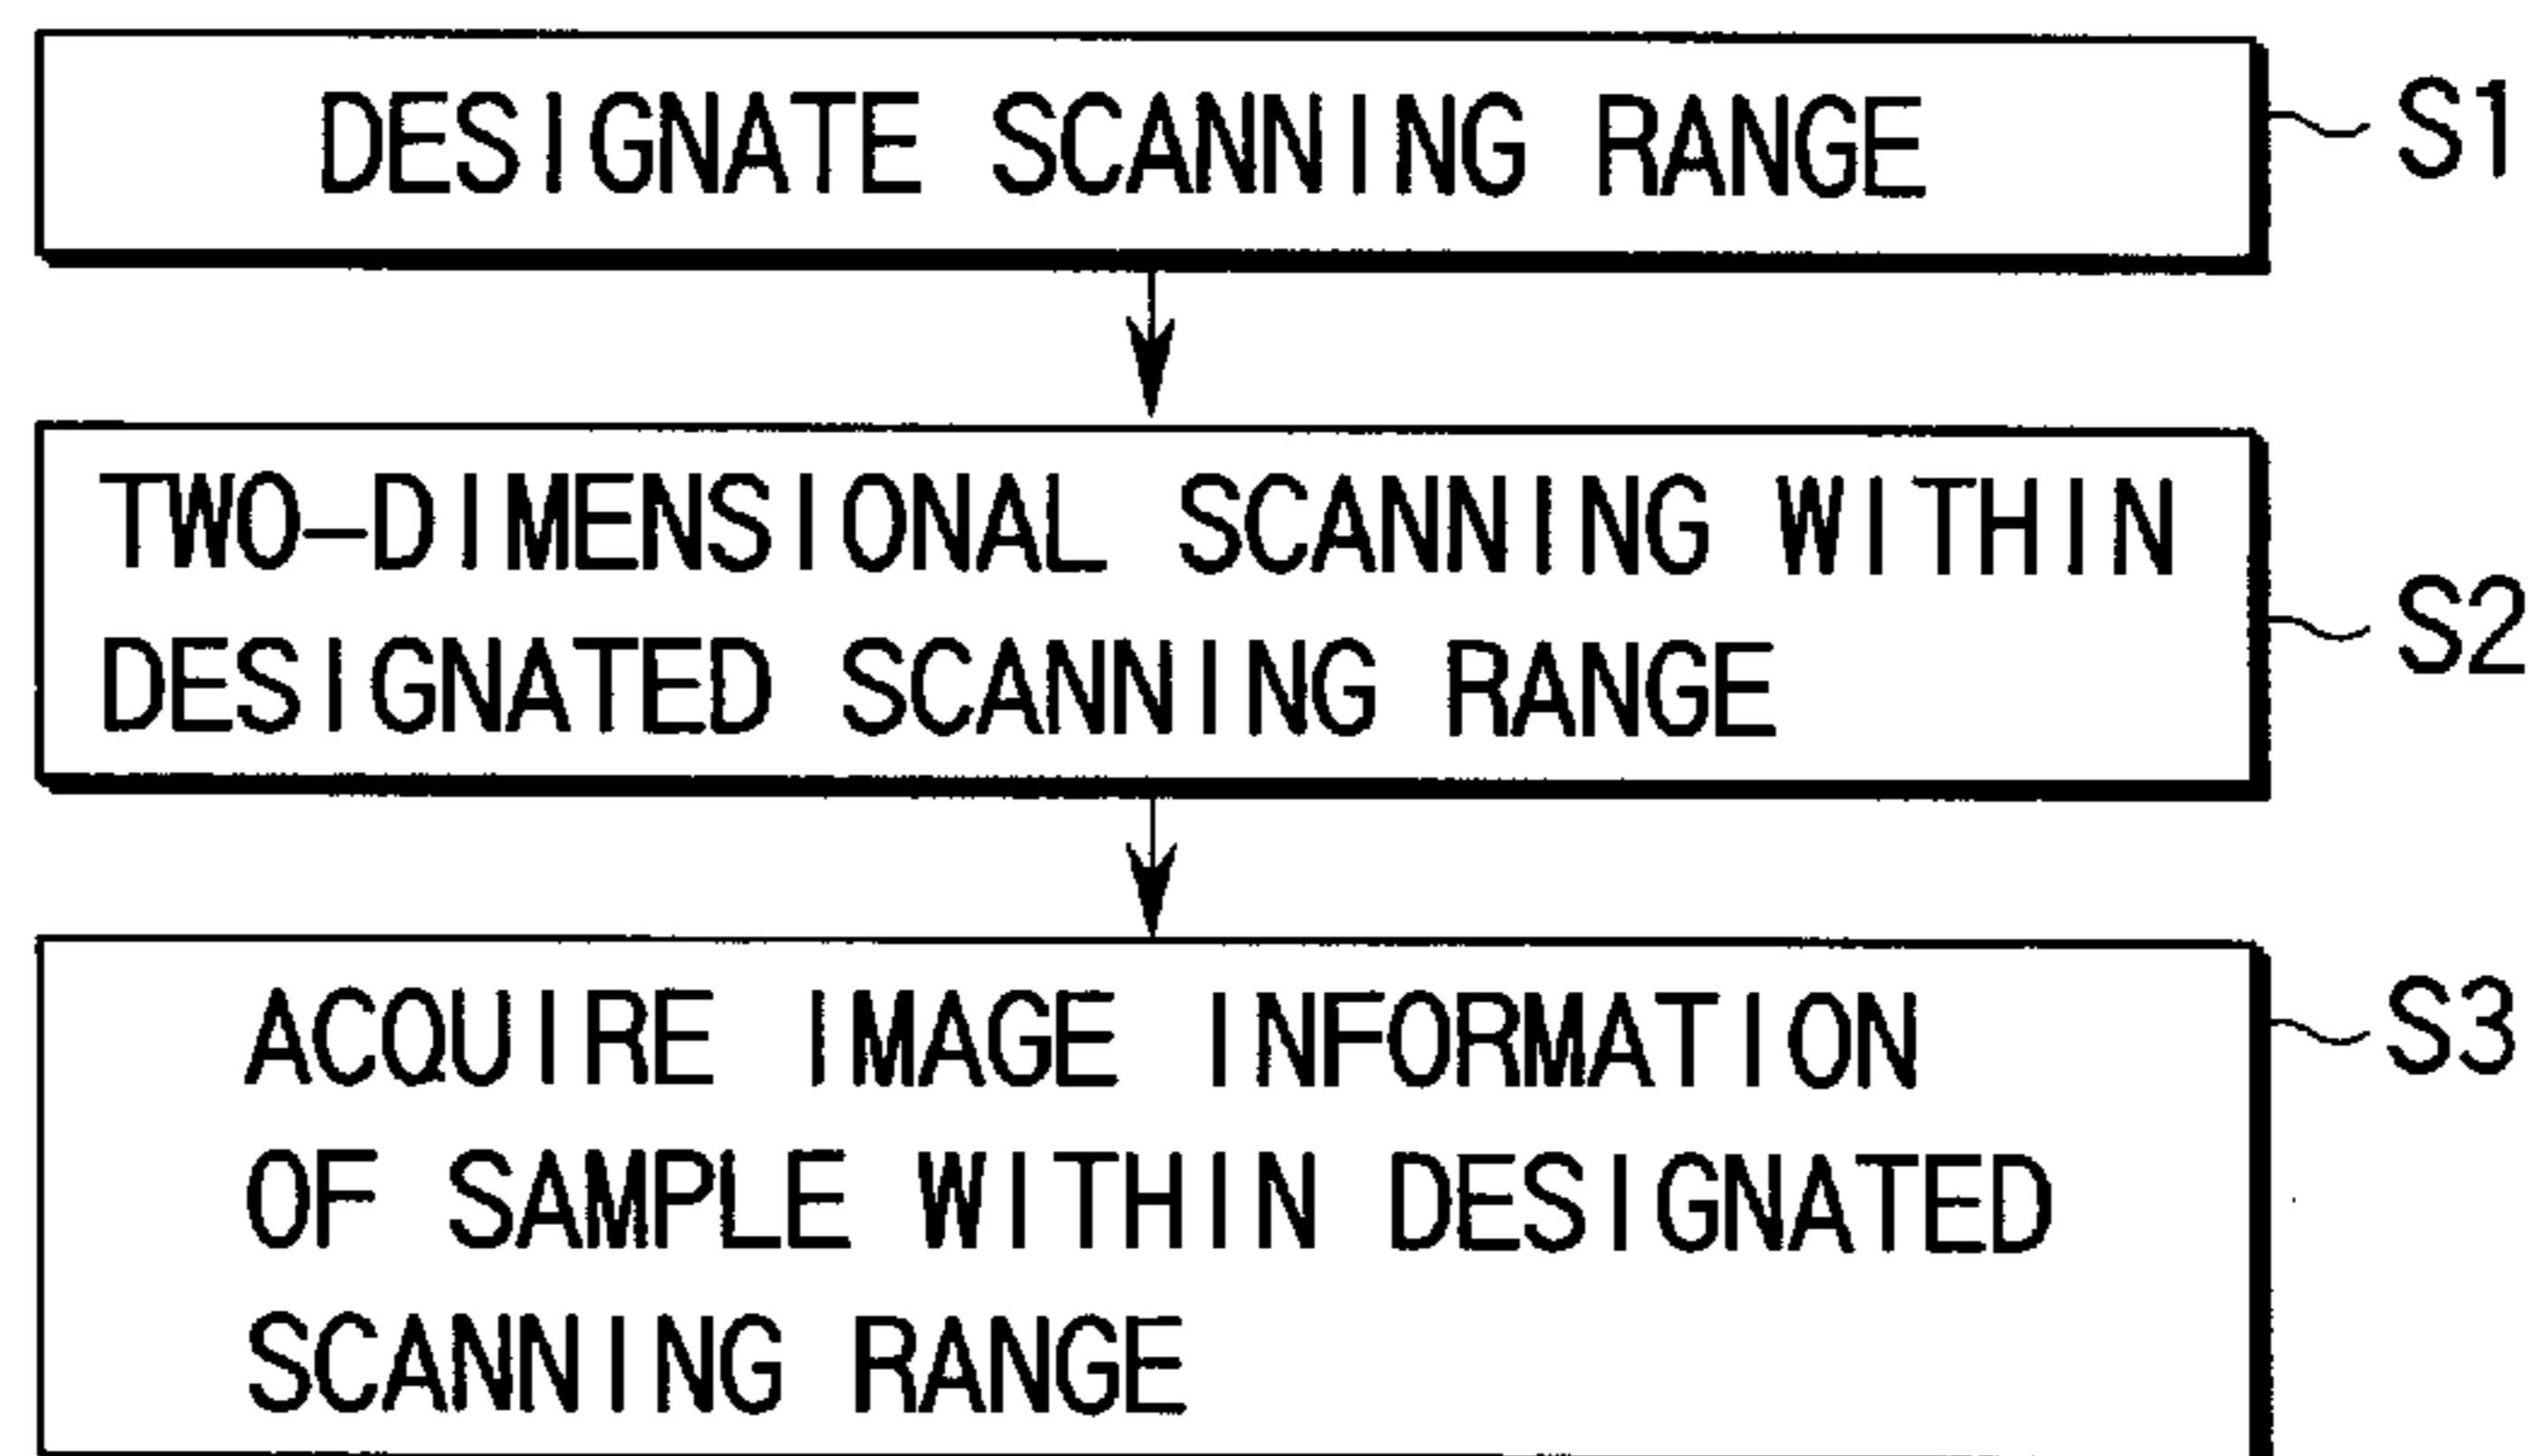 DESIGNATE SCANNING RANGE
S1
TWO-DIMENSIONAL SCANNING WITHIN
DESIGNATED SCANNING RANGE
S2
ACQUIRE IMAGE INFORMATION
OF SAMPLE WITHIN DESIGNATED
SCANNING RANGE
S3